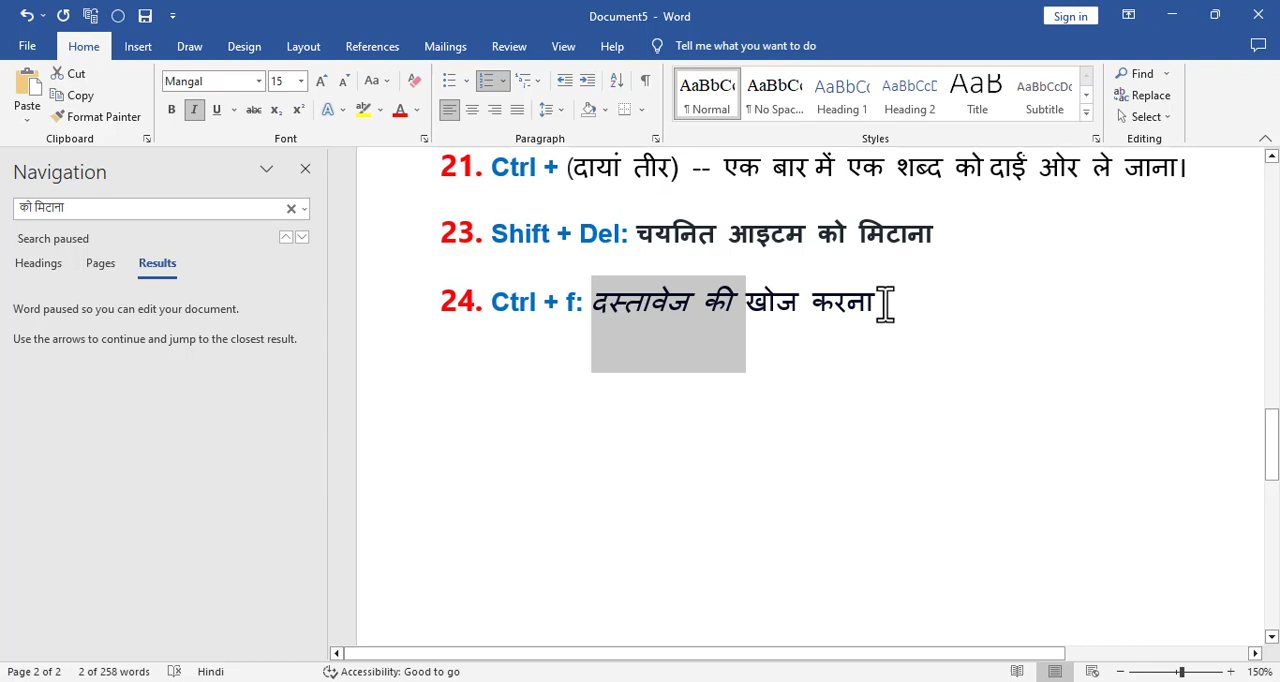 Document5 - Word
Sign in
File Home Insert Draw Design Layout References Mailings Review View Help Tell me what you want to do
Paste
Cut
Copy
Format Painter
Clipboard
Mangal 15
Font
Paragraph
AaBbCc ¶ Normal
AaBbCc ¶ No Spac...
AaBbCc Heading 1
AaBbCcD Heading 2
AaB Title
AaBbCcDc Subtitle
Styles
Find
Replace
Select
Editing
Navigation
को मिटाना
Search paused
Headings Pages Results
Word paused so you can edit your document.
Use the arrows to continue and jump to the closest result.
21. Ctrl + (दायां तीर) -- एक बार में एक शब्द को दाईं ओर ले जाना।
23. Shift + Del: चयनित आइटम को मिटाना
24. Ctrl + f: दस्तावेज की खोज करना
Page 2 of 2 2 of 258 words Hindi Accessibility: Good to go 150%